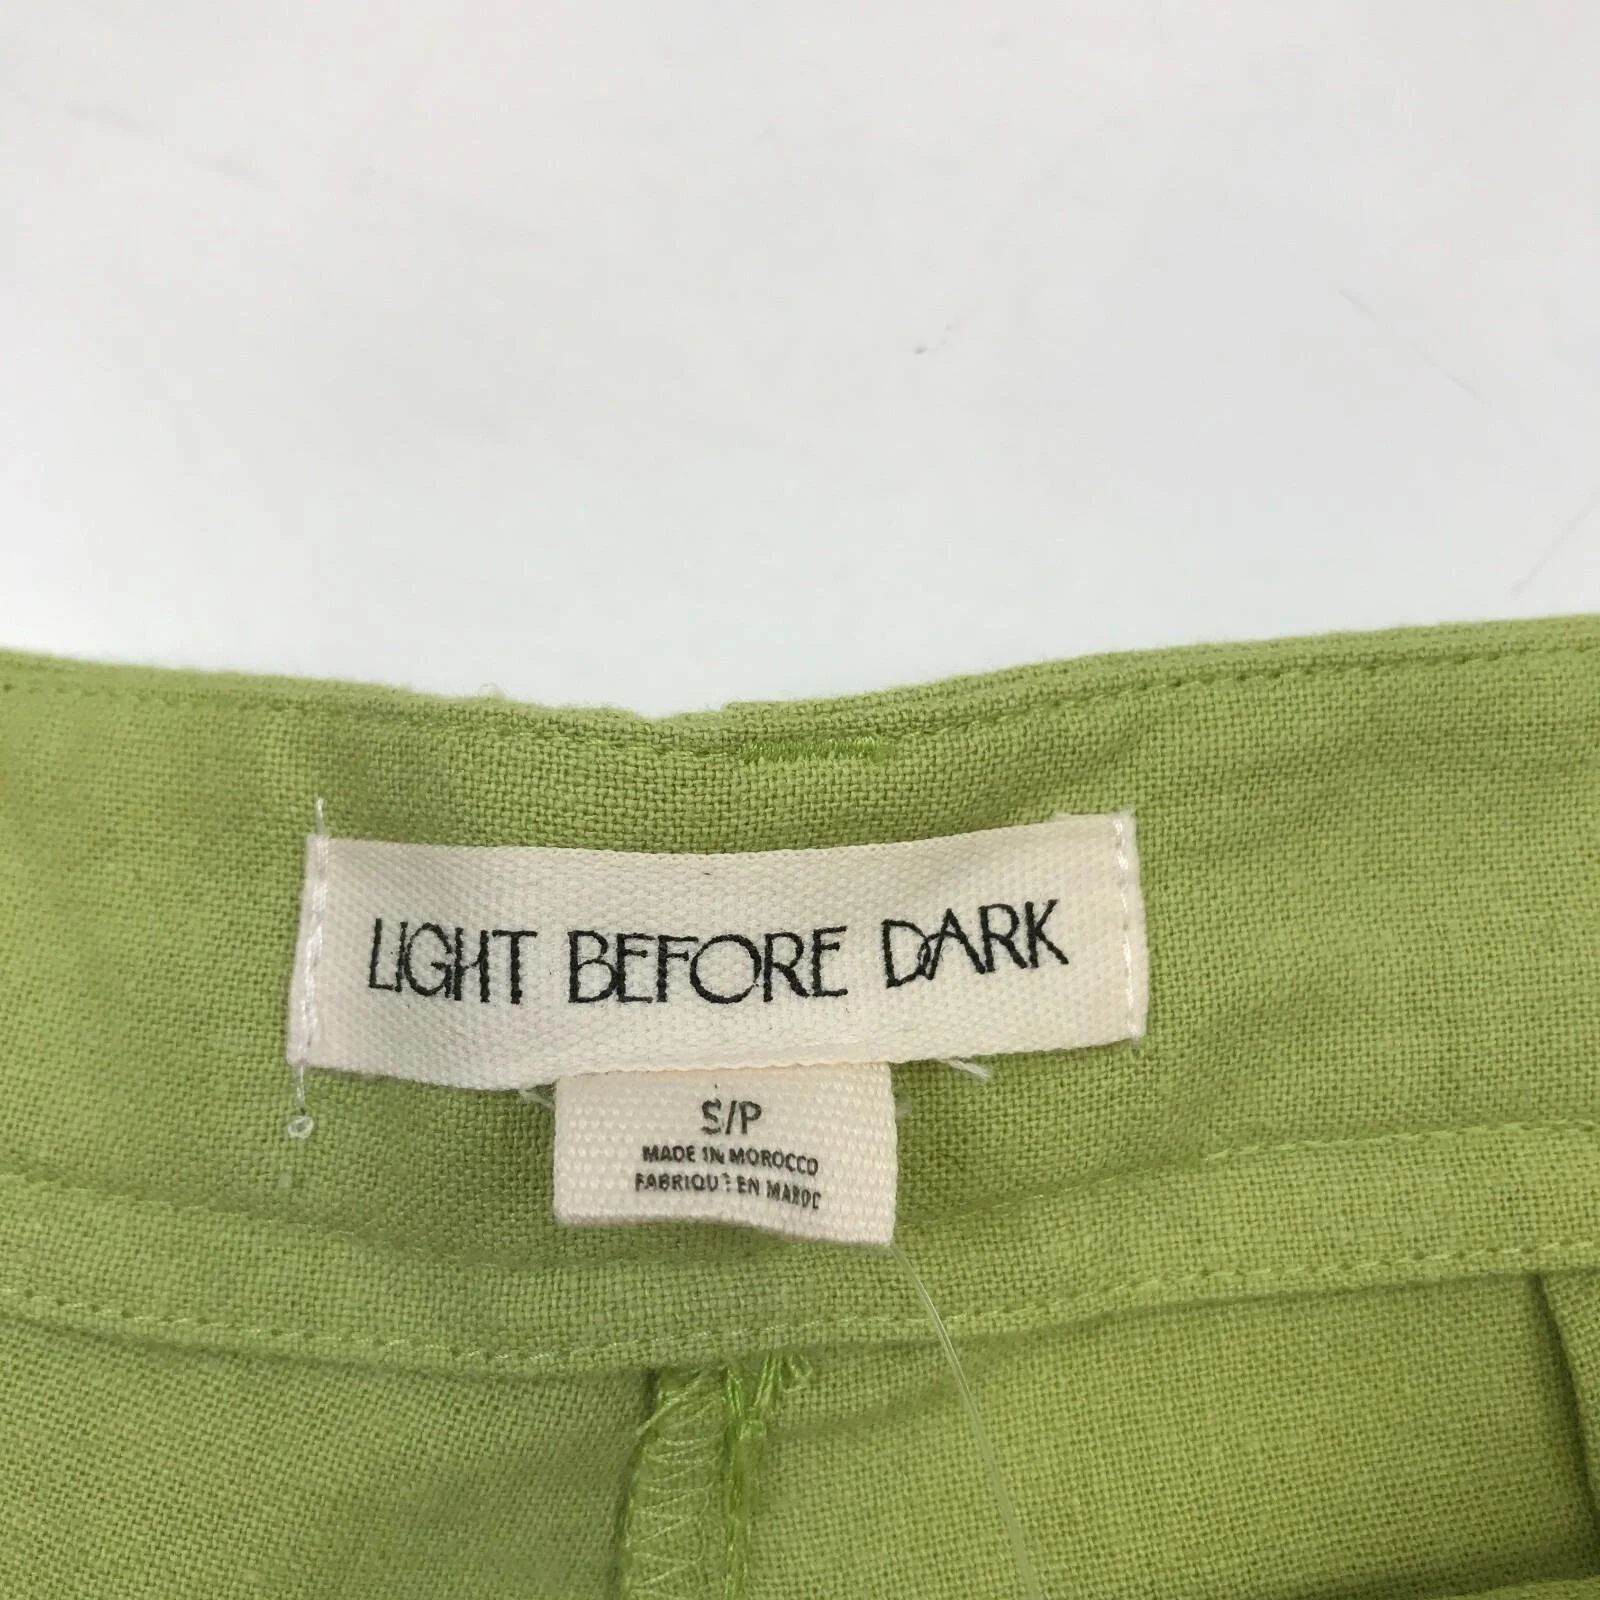 LIGHT BEFORE DARK
S/P
MADE IN MOROCCO
FABRIQUÉ EN MAROC